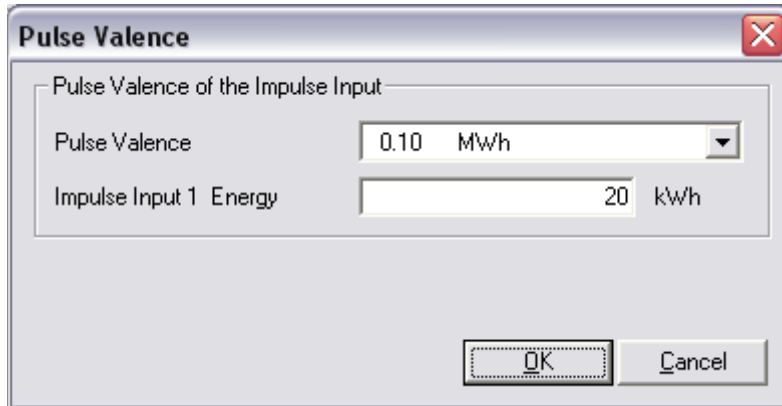 Pulse Valence
Pulse Valence of the Impulse Input
Pulse Valence 0.10 MWh
Impulse Input 1 Energy 20 kWh
OK Cancel